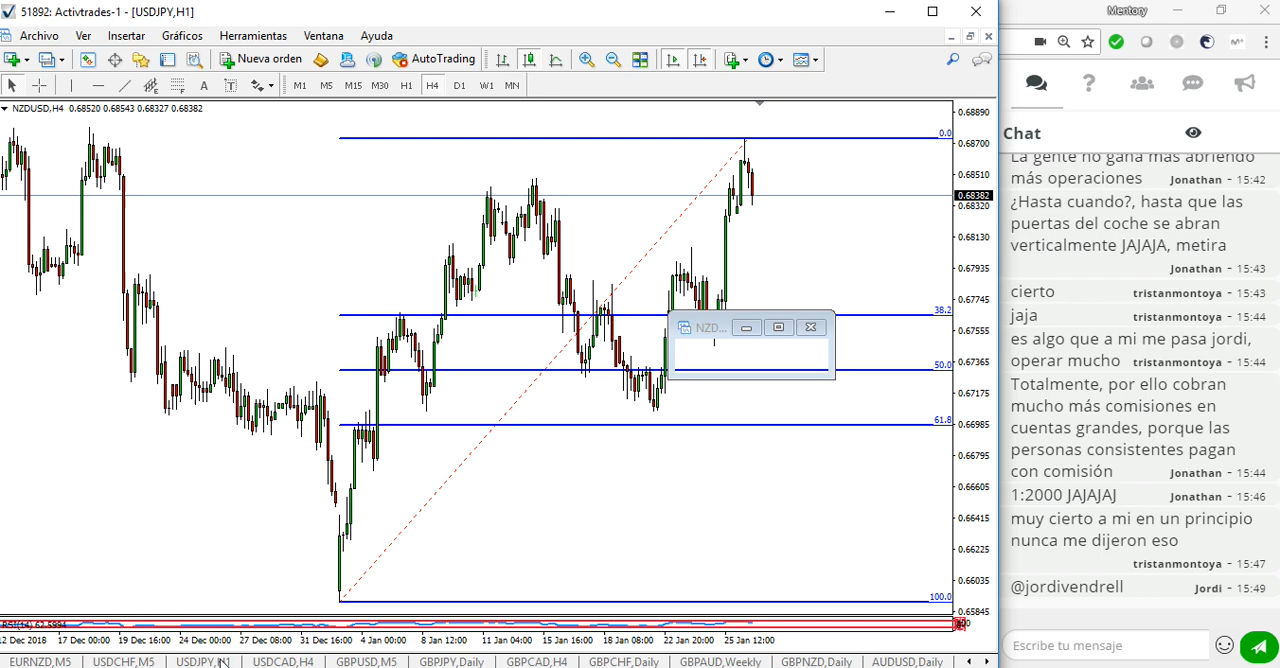 51892: Activtrades-1 - [USDJPY,H1]
Archivo Ver Insertar Gráficos Herramientas Ventana Ayuda
Nueva orden AutoTrading
A T M1 M5 M15 M30 H1 H4 D1 W1 MN
NZDUSD,H4 0.68520 0.68543 0.68327 0.68382
0.68890
0.0
0.68700
0.68510
0.68382
0.68320
0.68130
0.67935
0.67745
38.2
NZD...
0.67555
0.67365
50.0
0.67175
61.8
0.66985
0.66795
0.66605
0.66415
0.66225
0.66035
100.0
0.65845
RSI(14) 62.5994
12 Dec 2018 17 Dec 00:00 19 Dec 16:00 24 Dec 00:00 27 Dec 08:00 31 Dec 16:00 4 Jan 00:00 8 Jan 12:00 11 Jan 04:00 15 Jan 16:00 18 Jan 08:00 22 Jan 20:00 25 Jan 12:00
EURNZD,M5 USDCHF,M5 USDJPY, USDCAD,H4 GBPUSD,M5 GBPJPY,Daily GBPCAD, GBPCHF,Daily GBPAUD,Weekly GBPNZD,Daily AUDUSD,Daily
Mentory
Chat
La gente no gana más abriendo
más operaciones Jonathan - 15:42
¿Hasta cuando?, hasta que las
puertas del coche se abran
verticalmente JAJAJA, metira
Jonathan - 15:43
cierto tristanmontoya - 15:43
jaja tristanmontoya - 15:44
es algo que a mi me pasa jordi,
operar mucho tristanmontoya - 15:44
Totalmente, por ello cobran
mucho más comisiones en
cuentas grandes, porque las
personas consistentes pagan
con comisión Jonathan - 15:44
1:2000 JAJAJAJ Jonathan - 15:46
muy cierto a mi en un principio
nunca me dijeron eso
tristanmontoya - 15:47
@jordivendrell Jordi - 15:49
Escribe tu mensaje